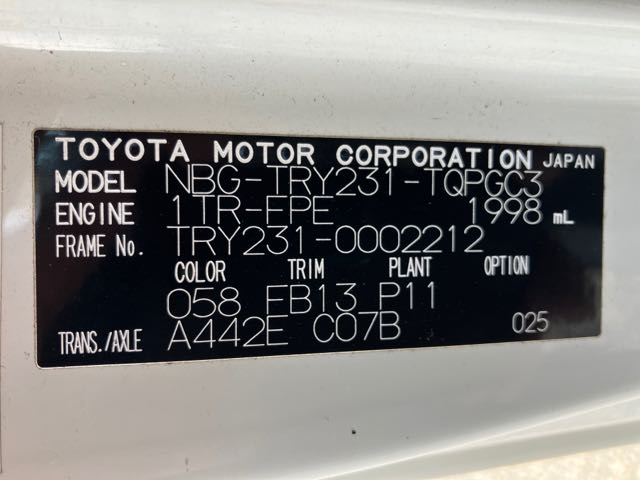 TOYOTA MOTOR CORPORATION JAPAN
MODEL NBG-TRY231-TQPGC3
ENGINE 1TR-FPE 1998 mL
FRAME No. TRY231-0002212
COLOR TRIM PLANT OPTION
058 FB13 P11
TRANS./AXLE A442E C07B 025